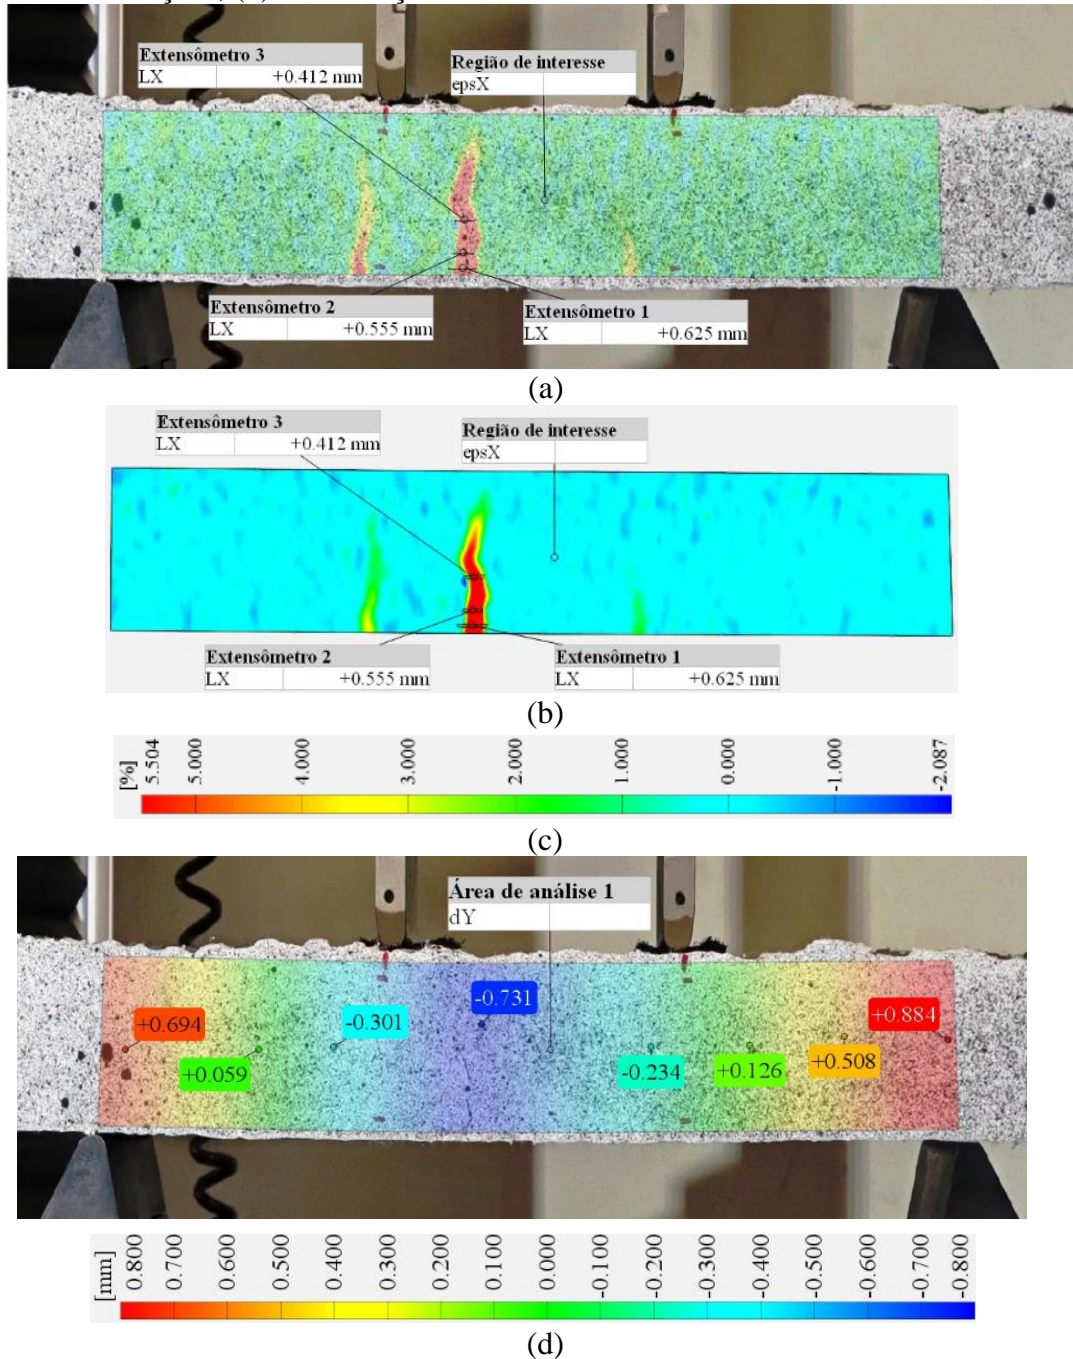 Extensômetro 3
LX +0.412 mm
Região de interesse
epsX
Extensômetro 2
LX +0.555 mm
Extensômetro 1
LX +0.625 mm
(a)
Extensômetro 3
LX +0.412 mm
Região de interesse
epsX
Extensômetro 2
LX +0.555 mm
Extensômetro 1
LX +0.625 mm
(b)
[%] 5.504 5.000 4.000 3.000 2.000 1.000 0.000 -1.000 -2.087
(c)
Área de análise 1
dY
-0.731
+0.694 -0.301 +0.884
+0.059 -0.234 +0.126 +0.508
[mm] 0.800 0.700 0.600 0.500 0.400 0.300 0.200 0.100 0.000 -0.100 -0.200 -0.300 -0.400 -0.500 -0.600 -0.700 -0.800
(d)